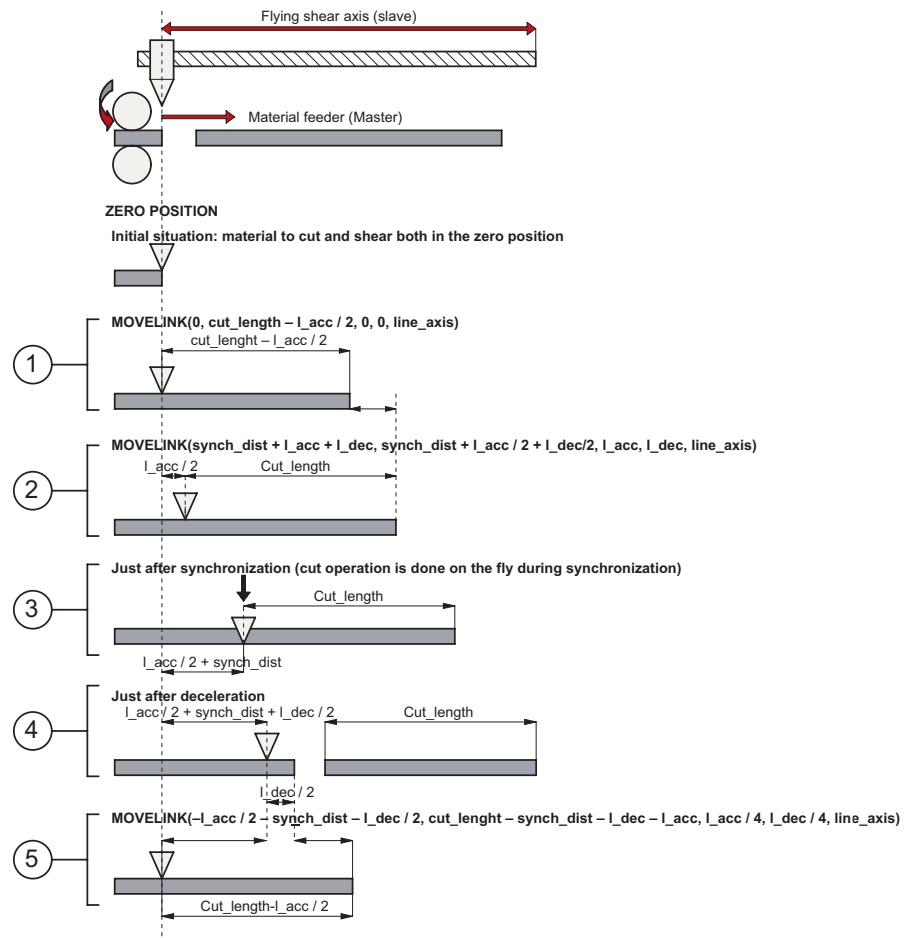 Flying shear axis (slave)
Material feeder (Master)
ZERO POSITION
Initial situation: material to cut and shear both in the zero position
1
MOVELINK(0, cut_length – l_acc / 2, 0, 0, line_axis)
cut_lenght – l_acc / 2
2
MOVELINK(synch_dist + l_acc + l_dec, synch_dist + l_acc / 2 + l_dec/2, l_acc, l_dec, line_axis)
l_acc / 2
Cut_length
3
Just after synchronization (cut operation is done on the fly during synchronization)
Cut_length
l_acc / 2 + synch_dist
4
Just after deceleration
l_acc / 2 + synch_dist + l_dec / 2
Cut_length
l_dec / 2
5
MOVELINK(–l_acc / 2 – synch_dist – l_dec / 2, cut_lenght – synch_dist – l_dec – l_acc, l_acc / 4, l_dec / 4, line_axis)
Cut_length-l_acc / 2